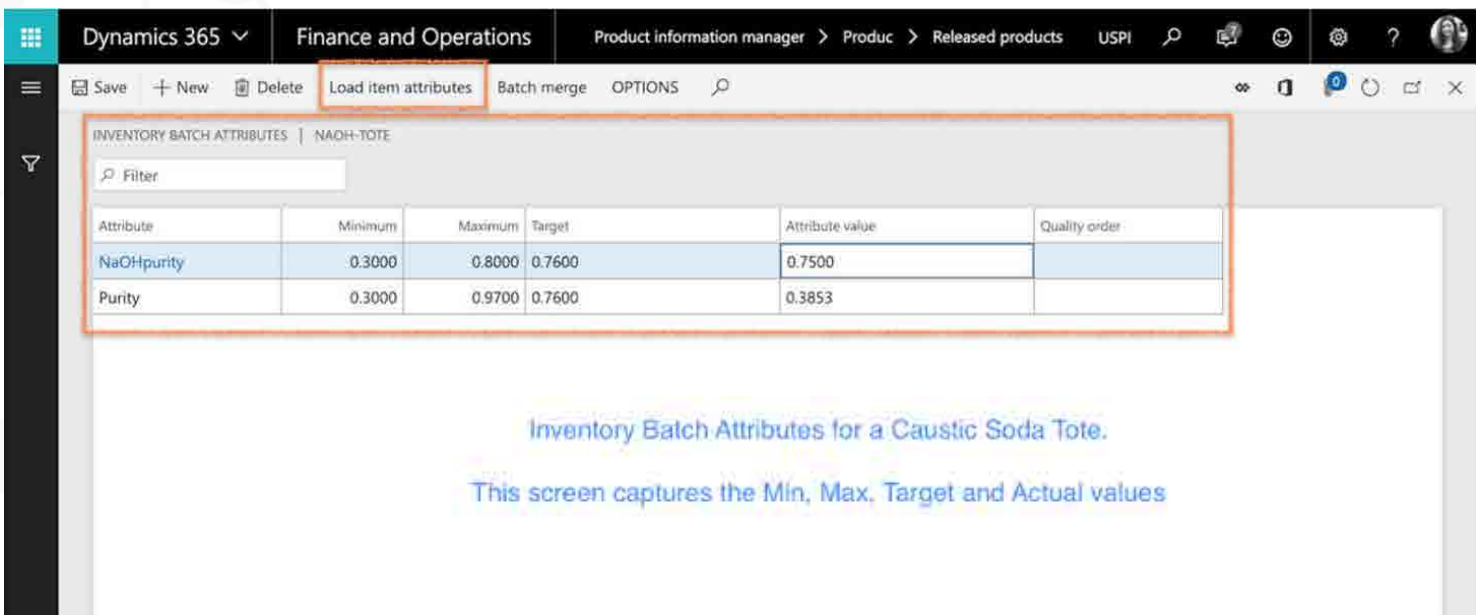 Dynamics 365 Finance and Operations Product information manager > Produc > Released products USPI ?
Save + New Delete Load item attributes Batch merge OPTIONS 0
INVENTORY BATCH ATTRIBUTES | NAOH-TOTE
Filter
Attribute Minimum Maximum Target Attribute value Quality order
NaOHpurity 0.3000 0.8000 0.7600 0.7500
Purity 0.3000 0.9700 0.7600 0.3853
Inventory Batch Attributes for a Caustic Soda Tote.
This screen captures the Min, Max, Target and Actual values